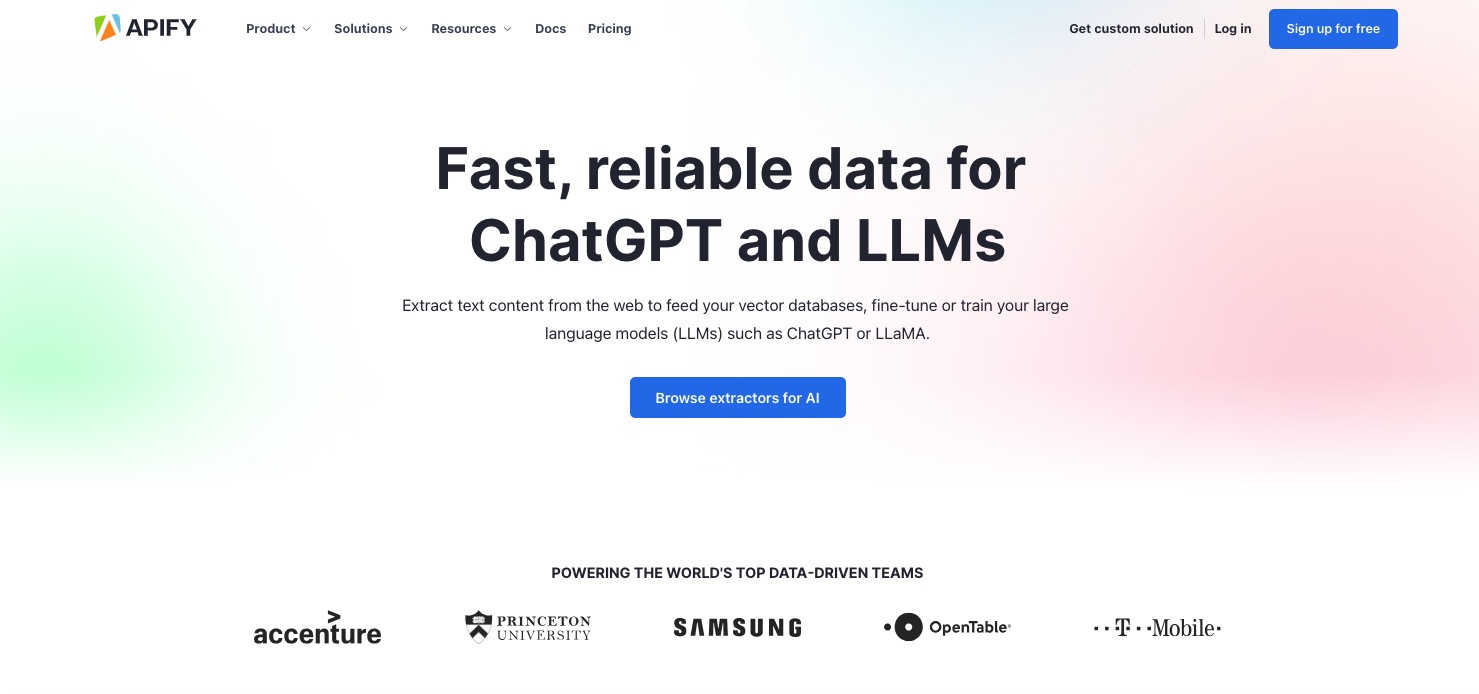 APIFY
Product
Solutions
Resources
Docs
Pricing
Get custom solution
Log in
Sign up for free
Fast, reliable data for
ChatGPT and LLMs
Extract text content from the web to feed your vector databases, fine-tune or train your large
language models (LLMs) such as ChatGPT or LLaMA.
Browse extractors for AI
POWERING THE WORLD'S TOP DATA-DRIVEN TEAMS
accenture
PRINCETON
UNIVERSITY
SAMSUNG
OpenTable®
T Mobile